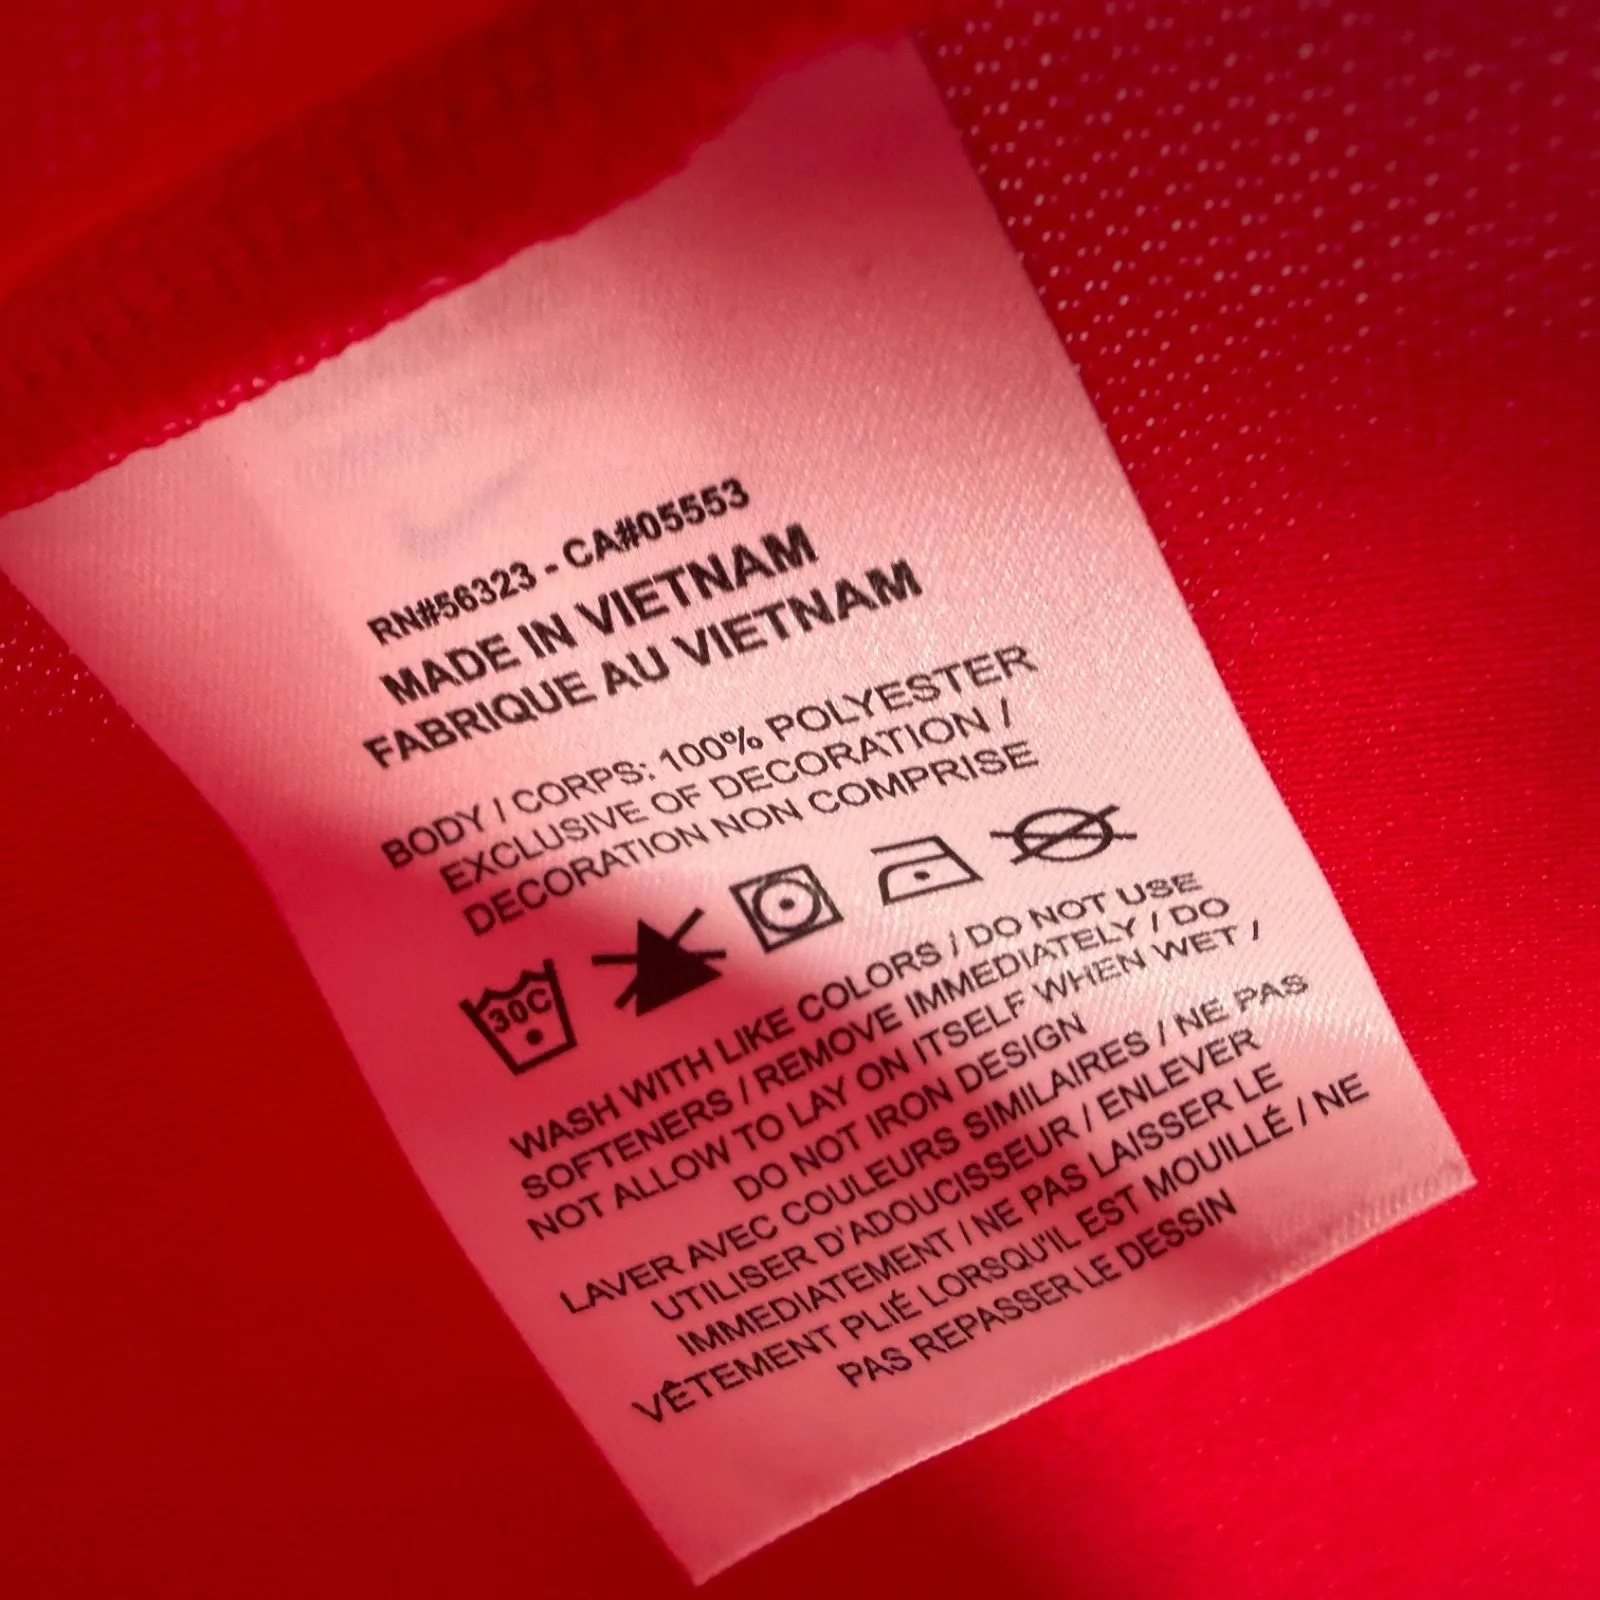 RN#56323 - CA#05553
MADE IN VIETNAM
FABRIQUE AU VIETNAM
BODY / CORPS: 100% POLYESTER
EXCLUSIVE OF DECORATION /
DECORATION NON COMPRISE
30C
WASH WITH LIKE COLORS / DO NOT USE
SOFTENERS / REMOVE IMMEDIATELY / DO
NOT ALLOW TO LAY ON ITSELF WHEN WET /
DO NOT IRON DESIGN
LAVER AVEC COULEURS SIMILAIRES / NE PAS
UTILISER D'ADOUCISSEUR / ENLEVER
IMMEDIATEMENT / NE PAS LAISSER LE
VÊTEMENT PLIÉ LORSQU'IL EST MOUILLÉ / NE
PAS REPASSER LE DESSIN